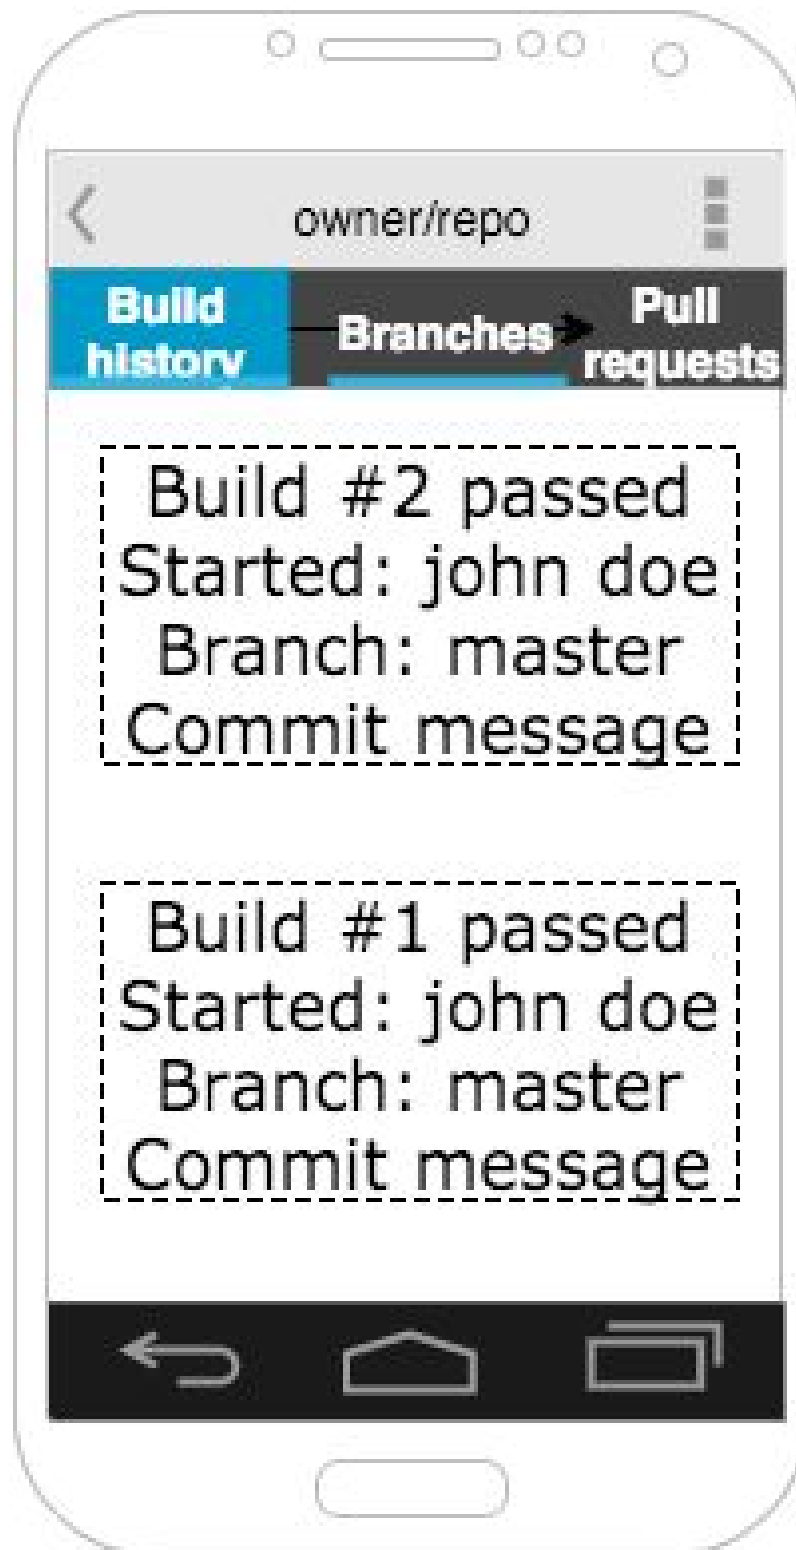 owner/repo
Build
history
Branches
Pull
requests
Build #2 passed
Started: john doe
Branch: master
Commit message
Build #1 passed
Started: john doe
Branch: master
Commit message